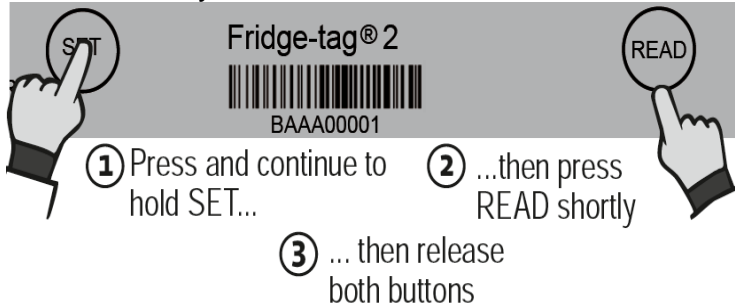 SET
Fridge-tag® 2
READ
BAAA00001
1 Press and continue to
hold SET...
2 ...then press
READ shortly
3 ... then release
both buttons